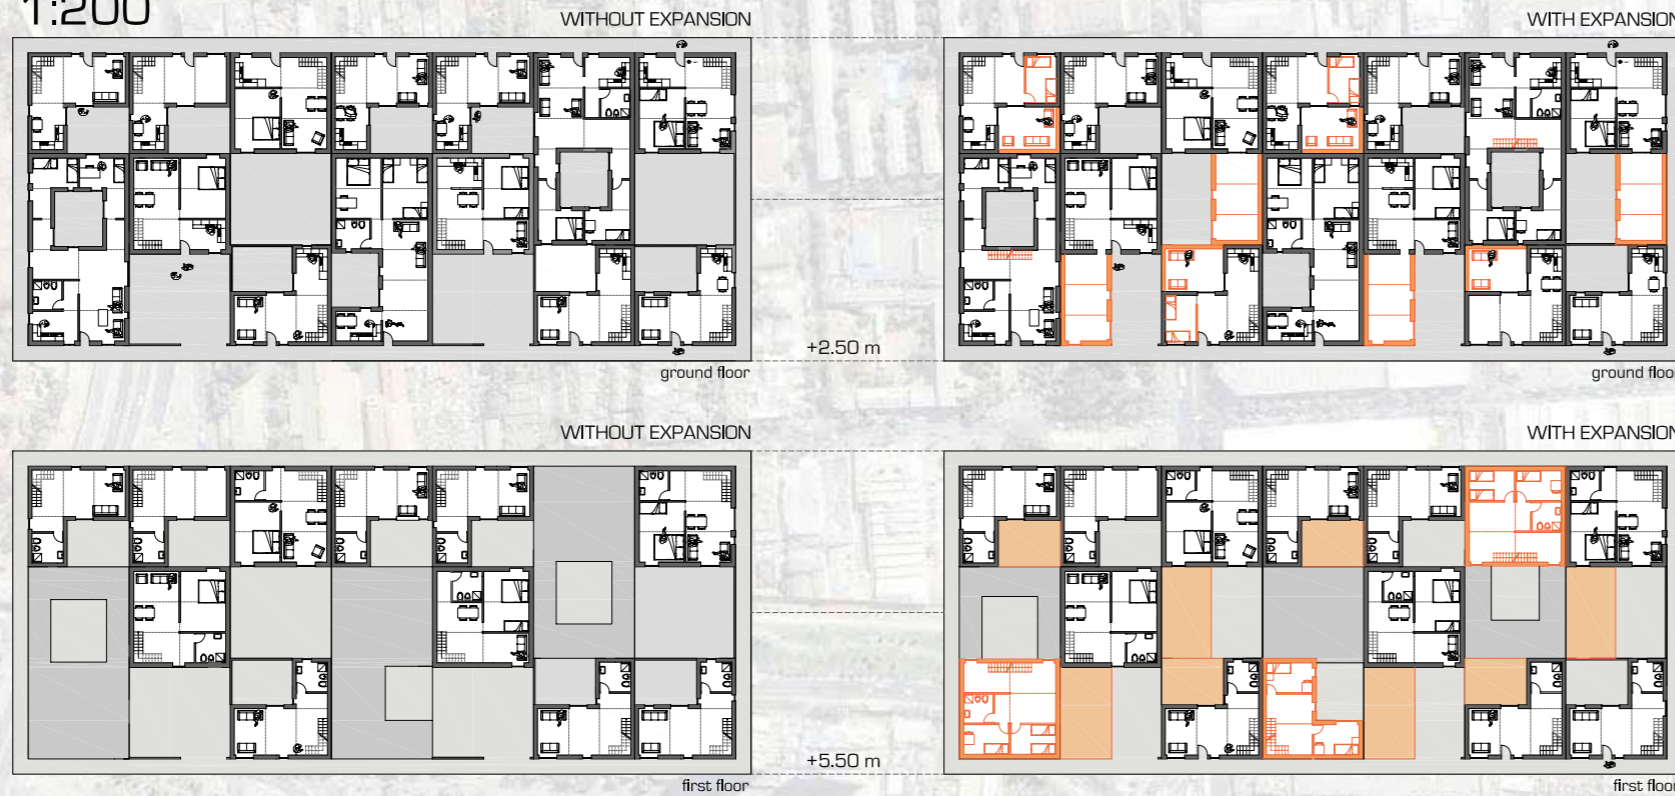 1:200
WITHOUT EXPANSION
WITH EXPANSION
+2.50 m
ground floor
ground floor
WITHOUT EXPANSION
WITH EXPANSION
+5.50 m
first floor
first floor